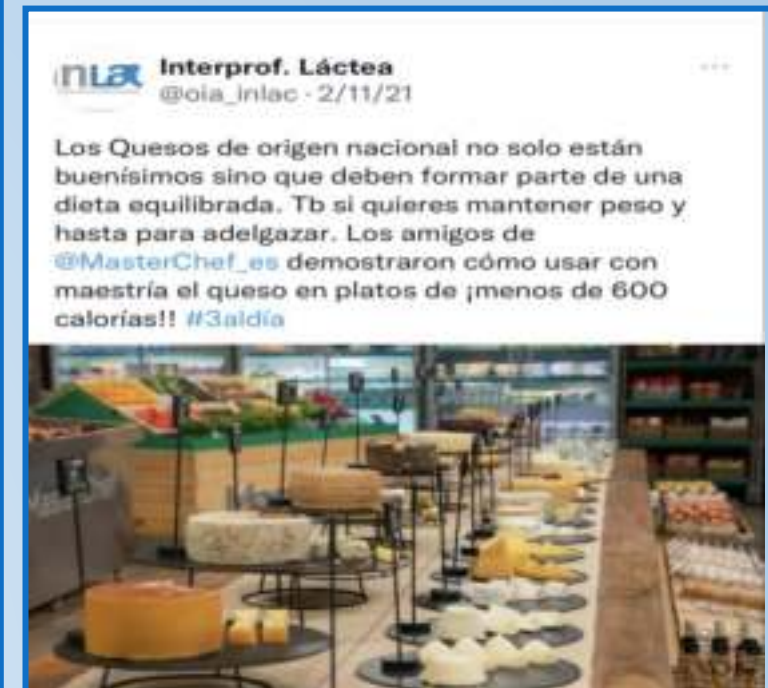 inLac Interprof. Láctea
@oia_inlac · 2/11/21
Los Quesos de origen nacional no solo están
buenísimos sino que deben formar parte de una
dieta equilibrada. Tb si quieres mantener peso y
hasta para adelgazar. Los amigos de
@MasterChef_es demostraron cómo usar con
maestría el queso en platos de ¡menos de 600
calorías!! #3aldía